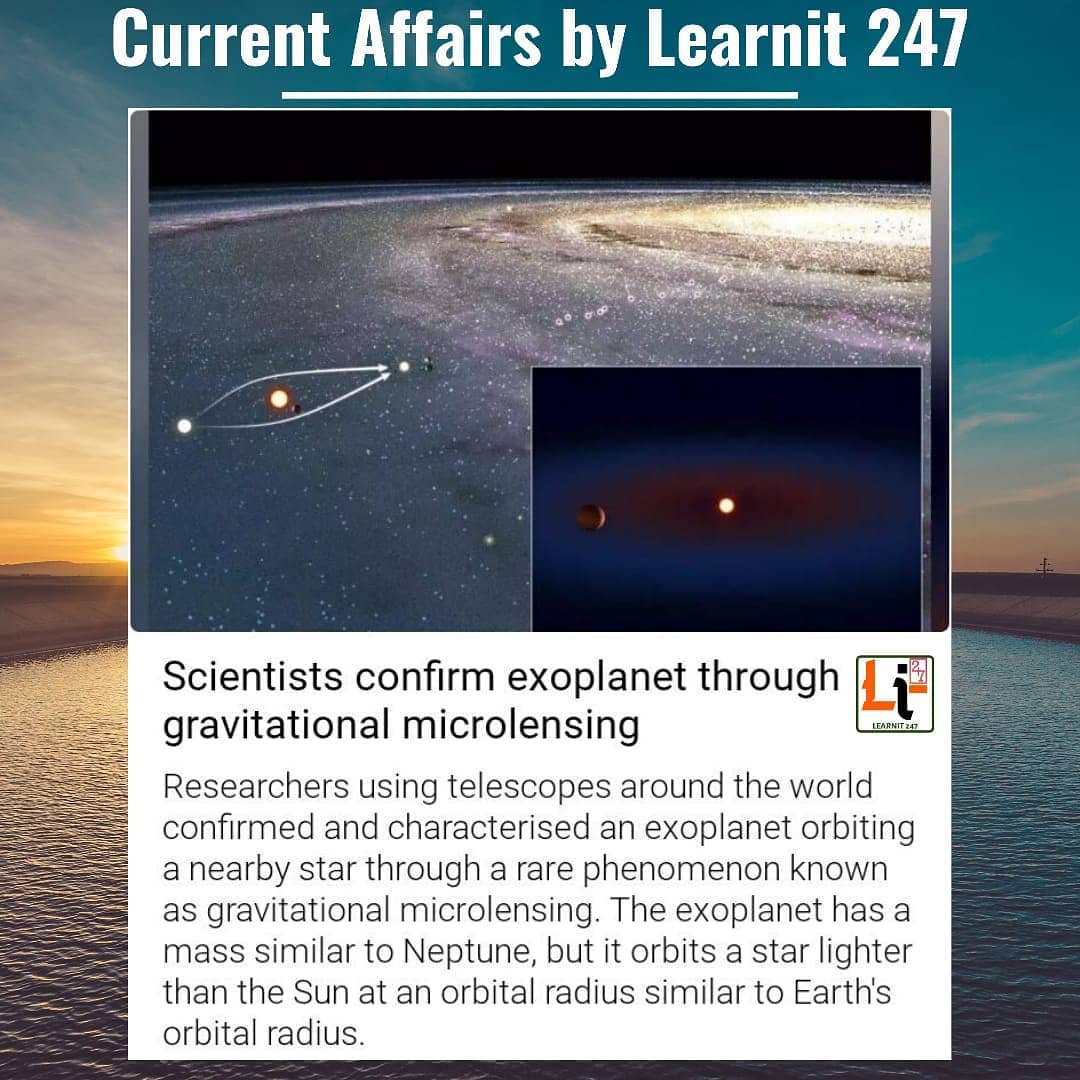 Current Affairs by Learnit 247
Scientists confirm exoplanet through
gravitational microlensing
Li 247
LEARNIT 247
Researchers using telescopes around the world
confirmed and characterised an exoplanet orbiting
a nearby star through a rare phenomenon known
as gravitational microlensing. The exoplanet has a
mass similar to Neptune, but it orbits a star lighter
than the Sun at an orbital radius similar to Earth's
orbital radius.